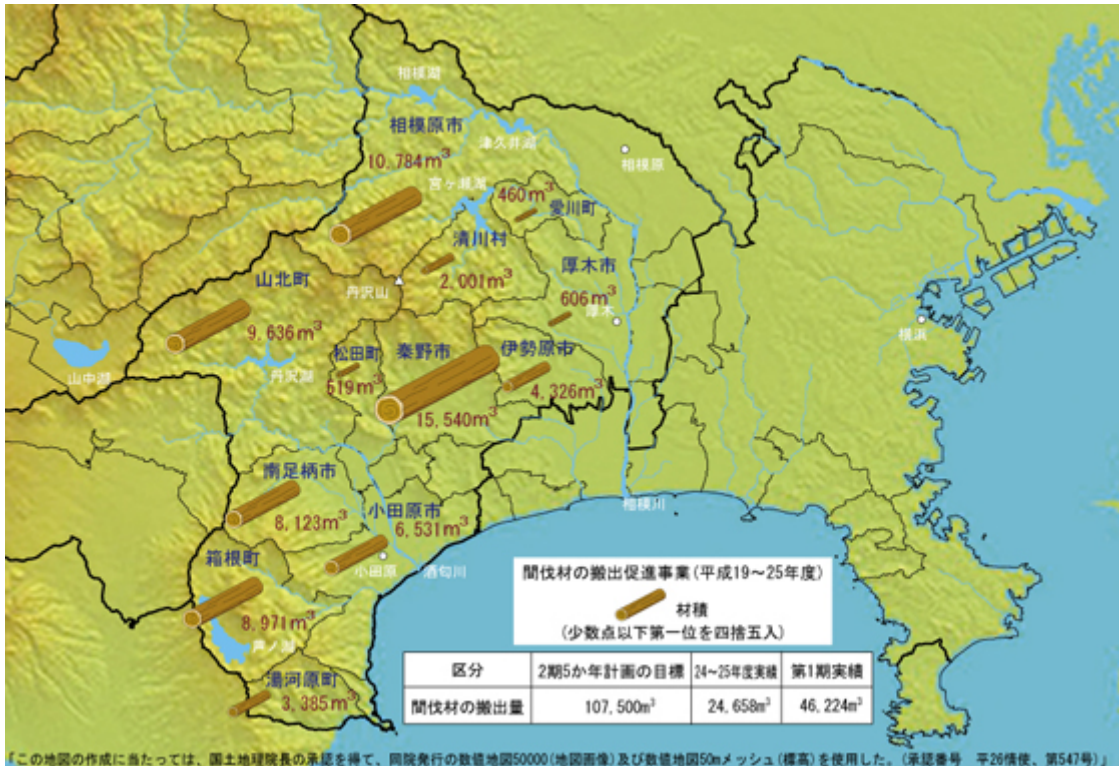 相模湖
相模原市
津久井湖
相模原
10.784m³
宮ヶ瀬湖
460m³
愛川町
清川村
厚木市
2.001m³
丹沢山
606m³
厚木
山北町
9.636m³
横浜
山中湖
丹沢湖
松田町
519m³
秦野市
15.540m³
伊勢原市
4.326m³
南足柄市
8,123m³
小田原市
6,531m³
相模川
箱根町
小田原
酒匂川
8,971m³
芦ノ湖
湯河原町
3,385m³
間伐材の搬出促進事業(平成19～25年度)
材積
(少数点以下第一位を四捨五入)
区分 2期5か年計画の目標 24～25年度実績 第1期実績
間伐材の搬出量 107,500m³ 24,658m³ 46,224m³
「この地図の作成に当たっては、国土地理院長の承認を得て、同院発行の数値地図50000(地図画像)及び数値地図50mメッシュ(標高)を使用した。(承認番号 平26情使、第547号)」